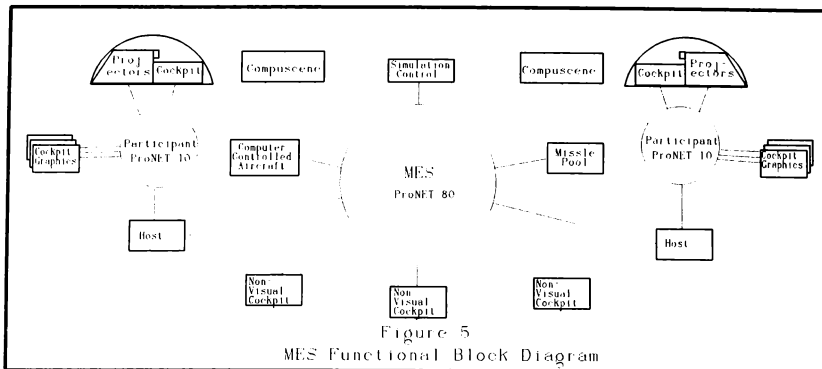 Proj
ectors
Cockpit
Compuscene
Simulation
Control
Compuscene
Cockpit
Proj-
ectors
Cockpit
Graphics
Participant
ProNET 10
Computer
Controlled
Aircraft
MES
ProNET 80
Missle
Pool
Participant
ProNET 10
Cockpit
Graphics
Host
Host
Non-
Visual
Cockpit
Non
Visual
Cockpit
Non-
Visual
Cockpit
Figure 5
MES Functional Block Diagram